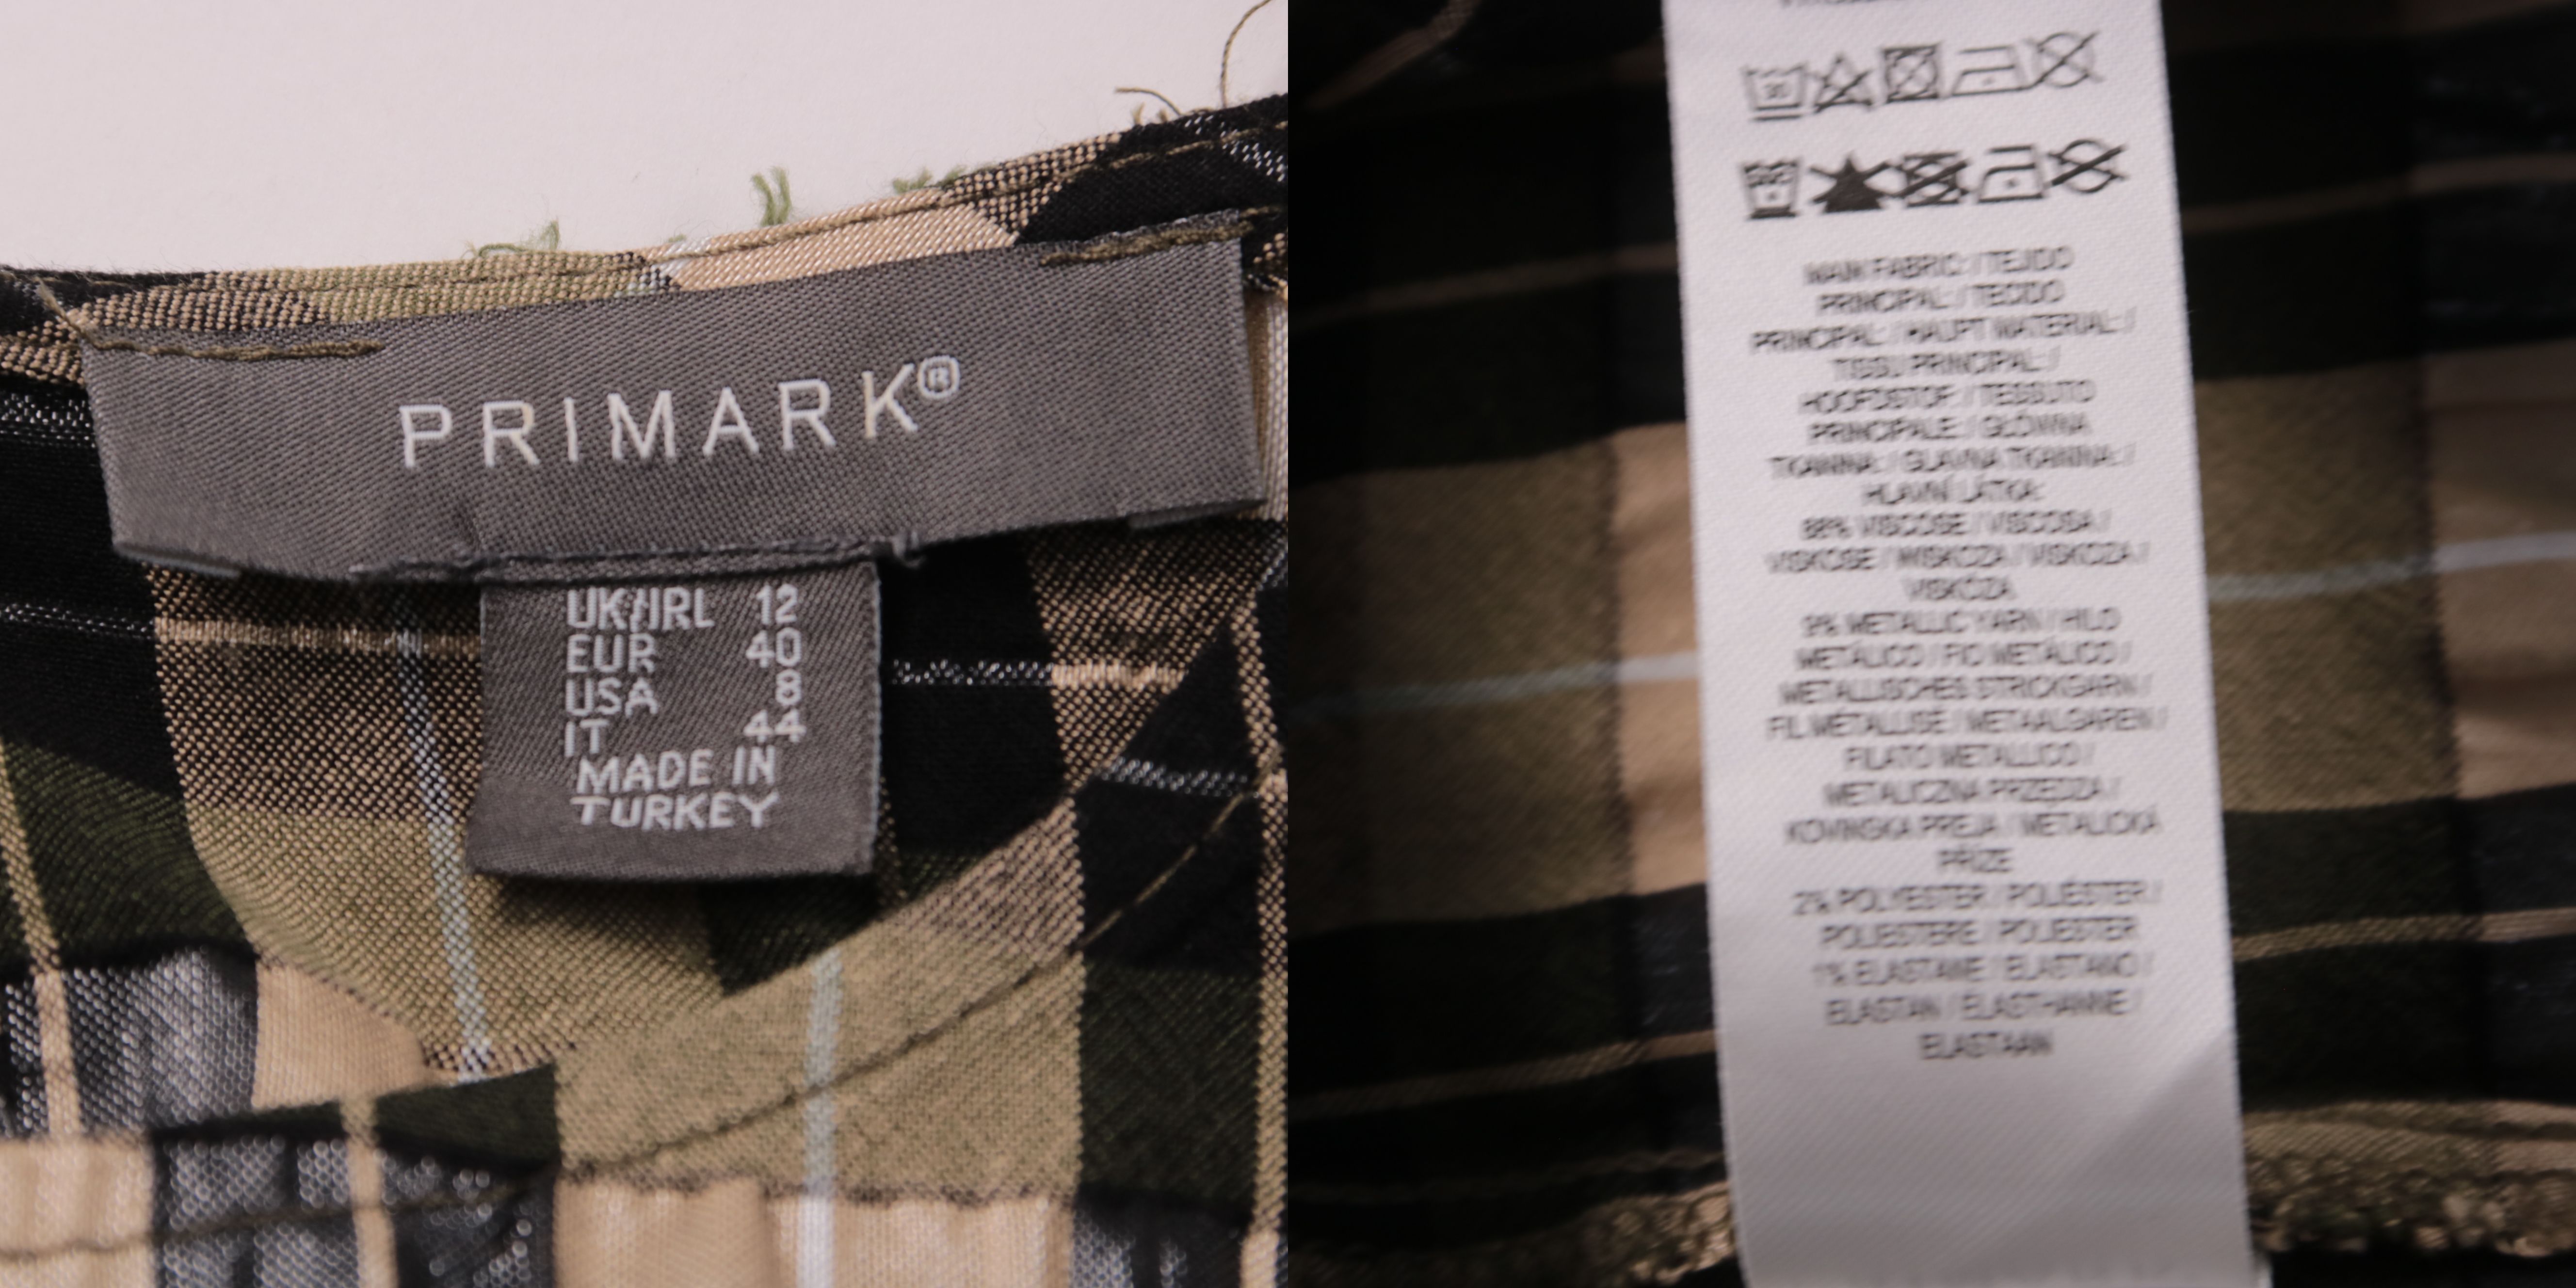 PRIMARK®
UK/IRL 12
EUR 40
USA 8
IT 44
MADE IN
TURKEY
MAIN FABRIC: / TEJIDO
PRINCIPAL: / TECIDO
PRINCIPAL: / HAUPT MATERIAL: /
TISSU PRINCIPAL: /
HOOFDSTOF: / TESSUTO
PRINCIPALE: / GŁÓWNA
TKANINA: / GLAVNA TKANINA: /
HLAVNÍ LÁTKA:
88% VISCOSE / VISCOSA /
VISKOSE / WISKOZA / VISKOZA /
VISKÓZA
9% METALLIC YARN / HILO
METÁLICO / FIO METÁLICO /
METALLISCHES STRICKGARN /
FIL MÉTALLISÉ / METAALGAREN /
FILATO METALLICO /
METALICZNA PRZĘDZA /
KOVINSKA PREJA / METALICKÁ
PŘÍZE
2% POLYESTER / POLIÉSTER /
POLIESTERE / POLIESTER
1% ELASTANE / ELASTANO /
ELASTAN / ÉLASTHANNE /
ELASTAAN